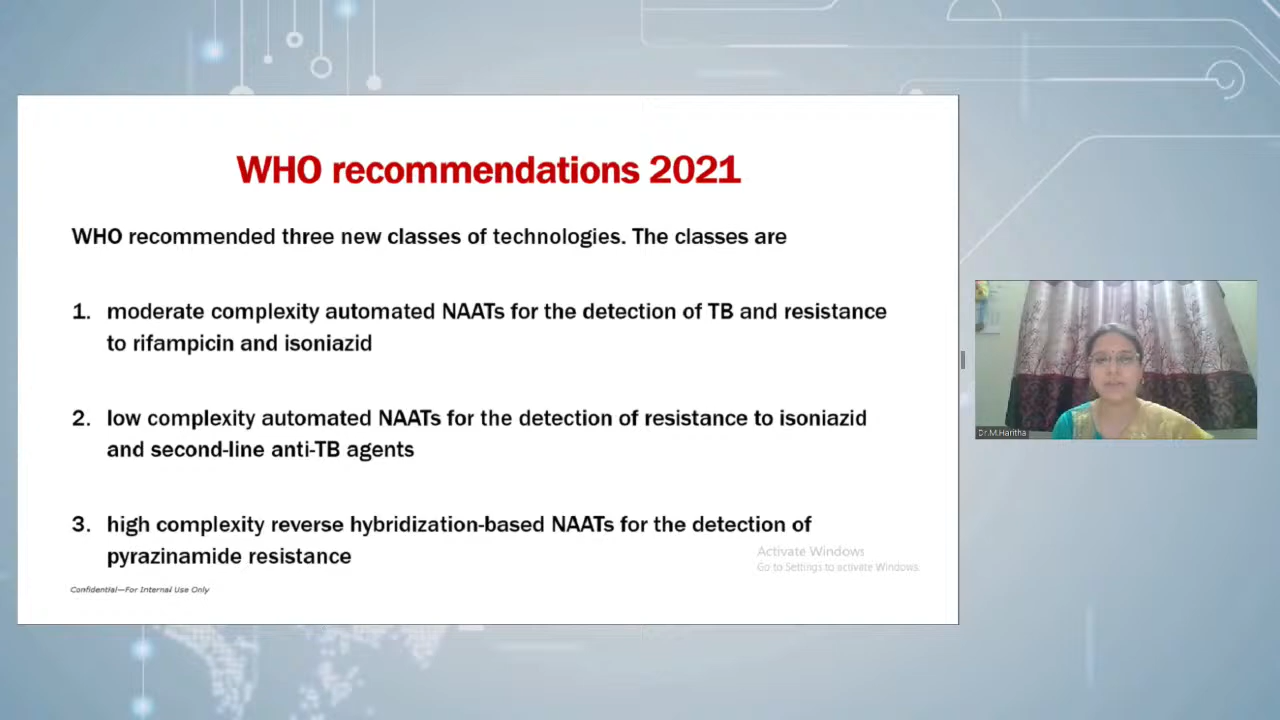 WHO recommendations 2021
WHO recommended three new classes of technologies. The classes are
1. moderate complexity automated NAATs for the detection of TB and resistance
to rifampicin and isoniazid
2. low complexity automated NAATs for the detection of resistance to isoniazid
and second-line anti-TB agents
3. high complexity reverse hybridization-based NAATs for the detection of
pyrazinamide resistance
Activate Windows
Go to Settings to activate Windows.
Confidential—For Internal Use Only
Dr.M.Haritha